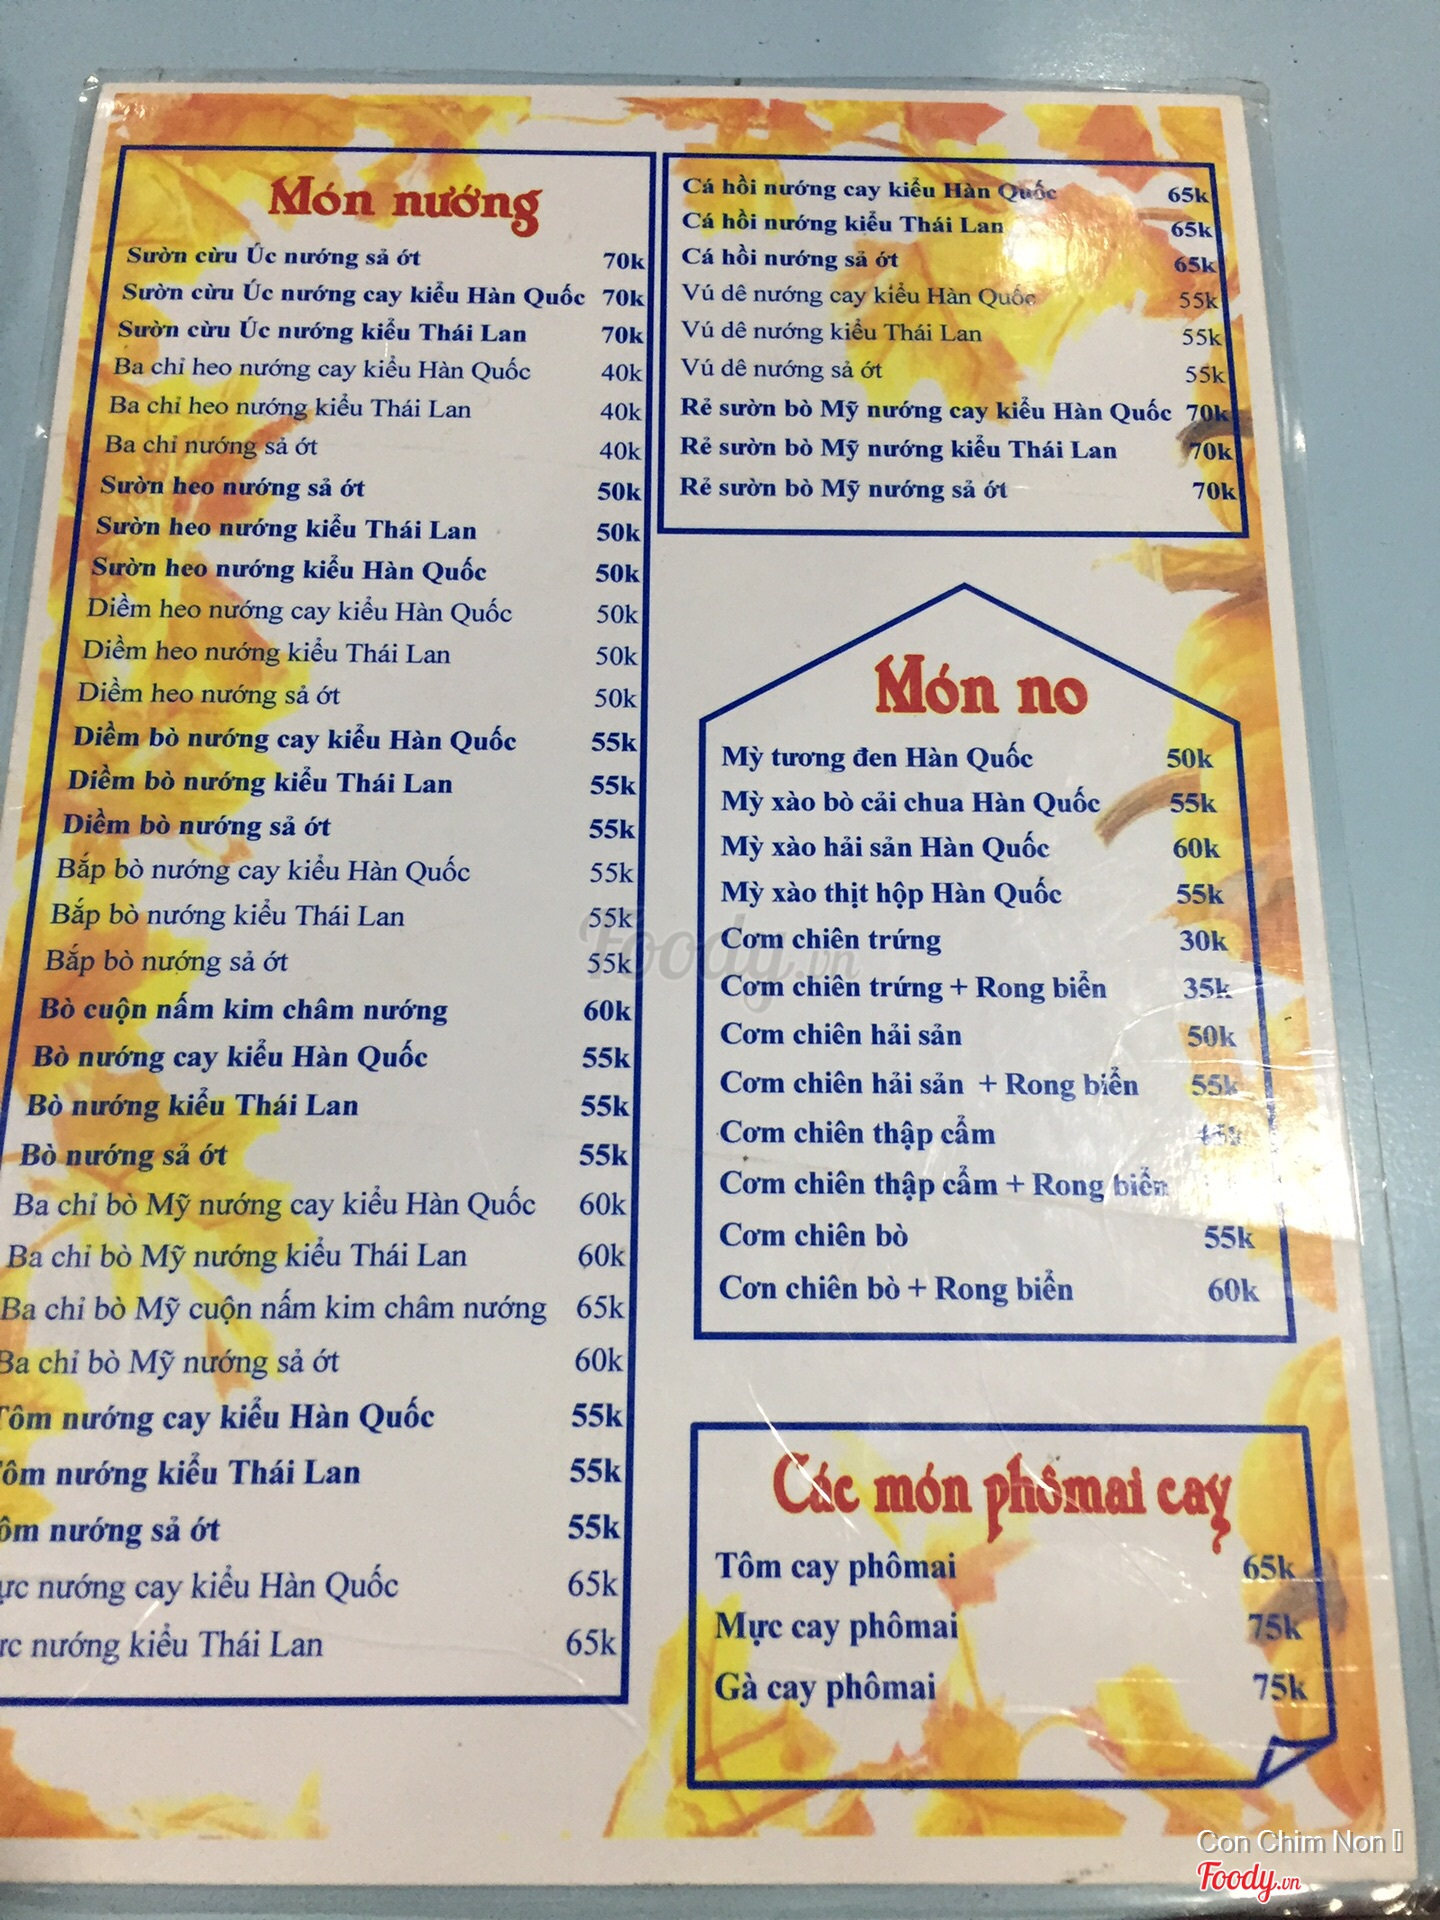 Món nướng
Sườn cừu Úc nướng sả ớt 70k
Sườn cừu Úc nướng cay kiểu Hàn Quốc 70k
Sườn cừu Úc nướng kiểu Thái Lan 70k
Ba chỉ heo nướng cay kiểu Hàn Quốc 40k
Ba chỉ heo nướng kiểu Thái Lan 40k
Ba chỉ nướng sả ớt 40k
Sườn heo nướng sả ớt 50k
Sườn heo nướng kiểu Thái Lan 50k
Sườn heo nướng kiểu Hàn Quốc 50k
Diềm heo nướng cay kiểu Hàn Quốc 50k
Diềm heo nướng kiểu Thái Lan 50k
Diềm heo nướng sả ớt 50k
Diềm bò nướng cay kiểu Hàn Quốc 55k
Diềm bò nướng kiểu Thái Lan 55k
Diềm bò nướng sả ớt 55k
Bắp bò nướng cay kiểu Hàn Quốc 55k
Bắp bò nướng kiểu Thái Lan 55k
Bắp bò nướng sả ớt 55k
Bò cuộn nấm kim châm nướng 60k
Bò nướng cay kiểu Hàn Quốc 55k
Bò nướng kiểu Thái Lan 55k
Bò nướng sả ớt 55k
Ba chỉ bò Mỹ nướng cay kiểu Hàn Quốc 60k
Ba chỉ bò Mỹ nướng kiểu Thái Lan 60k
Ba chỉ bò Mỹ cuộn nấm kim châm nướng 65k
Ba chỉ bò Mỹ nướng sả ớt 60k
Tôm nướng cay kiểu Hàn Quốc 55k
Tôm nướng kiểu Thái Lan 55k
nướng sả ớt 55k
nướng cay kiểu Hàn Quốc 65k
nướng kiểu Thái Lan 65k
Cá hồi nướng cay kiểu Hàn Quốc 65k
Cá hồi nướng kiểu Thái Lan 65k
Cá hồi nướng sả ớt 65k
Vú dê nướng cay kiểu Hàn Quốc 55k
Vú dê nướng kiểu Thái Lan 55k
Vú dê nướng sả ớt 55k
Rẻ sườn bò Mỹ nướng cay kiểu Hàn Quốc 70k
Rẻ sườn bò Mỹ nướng kiểu Thái Lan 70k
Rẻ sườn bò Mỹ nướng sả ớt 70k
Món no
Mỳ tương đen Hàn Quốc 50k
Mỳ xào bò cải chua Hàn Quốc 55k
Mỳ xào hải sản Hàn Quốc 60k
Mỳ xào thịt hộp Hàn Quốc 55k
Cơm chiên trứng 30k
Cơm chiên trứng + Rong biển 35k
Cơm chiên hải sản 50k
Cơm chiên hải sản + Rong biển 55k
Cơm chiên thập cẩm
Cơm chiên thập cẩm + Rong biển
Cơm chiên bò 55k
Cơn chiên bò + Rong biển 60k
Các món phômai cay
Tôm cay phômai 65k
Mực cay phômai 75k
Gà cay phômai 75k
Foody.vn
Con Chim Non
Foody.vn